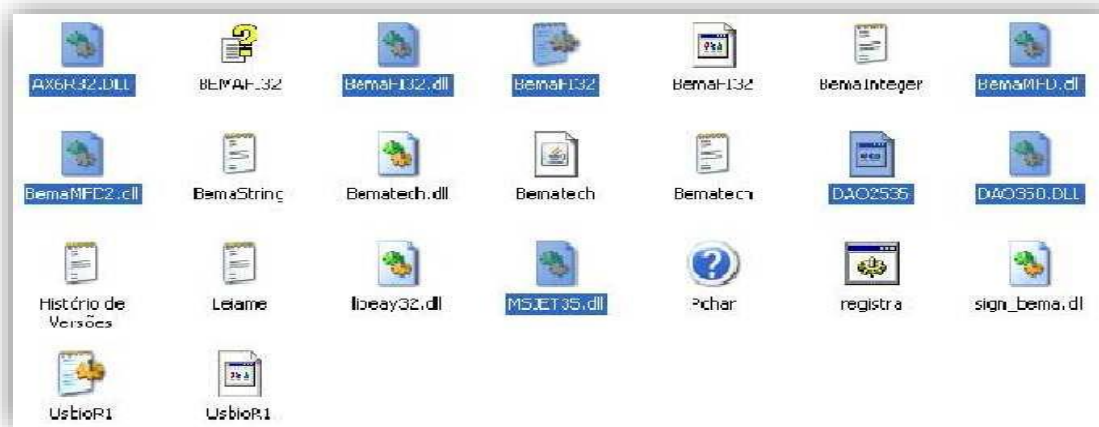 AX6R32.DLL
BEMAFI32
BemaFI32.dll
BemaFI32
BemaFI32
BemaInteger
BemaMFD.dll
BemaMFD2.dll
BemaString
Bematech.dll
Bematech
Bematech
DAO2535
DAO350.DLL
Histório de
Versões
Leiame
libeay32.dll
MSJET35.dll
Pchar
registra
sign_bema.dl
UsbioR1
UsbioR1